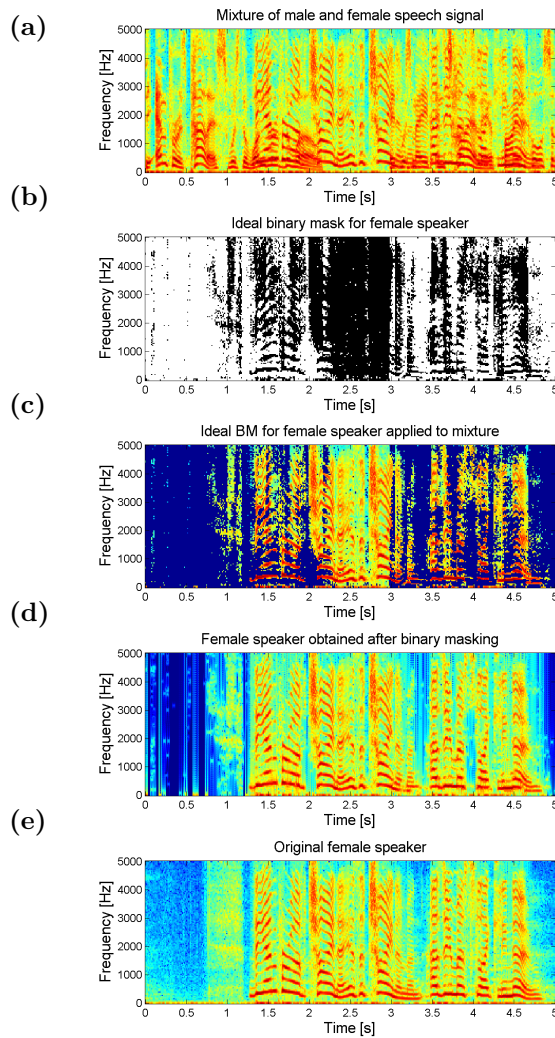 (a)
Mixture of male and female speech signal
5000
4000
3000
2000
1000
0
Frequency [Hz]
0 0.5 1 1.5 2 2.5 3 3.5 4 4.5 5
Time [s]
(b)
Ideal binary mask for female speaker
5000
4000
3000
2000
1000
0
Frequency [Hz]
0 0.5 1 1.5 2 2.5 3 3.5 4 4.5 5
Time [s]
(c)
Ideal BM for female speaker applied to mixture
5000
4000
3000
2000
1000
0
Frequency [Hz]
0 0.5 1 1.5 2 2.5 3 3.5 4 4.5 5
Time [s]
(d)
Female speaker obtained after binary masking
5000
4000
3000
2000
1000
0
Frequency [Hz]
0 0.5 1 1.5 2 2.5 3 3.5 4 4.5 5
Time [s]
(e)
Original female speaker
5000
4000
3000
2000
1000
0
Frequency [Hz]
0 0.5 1 1.5 2 2.5 3 3.5 4 4.5 5
Time [s]